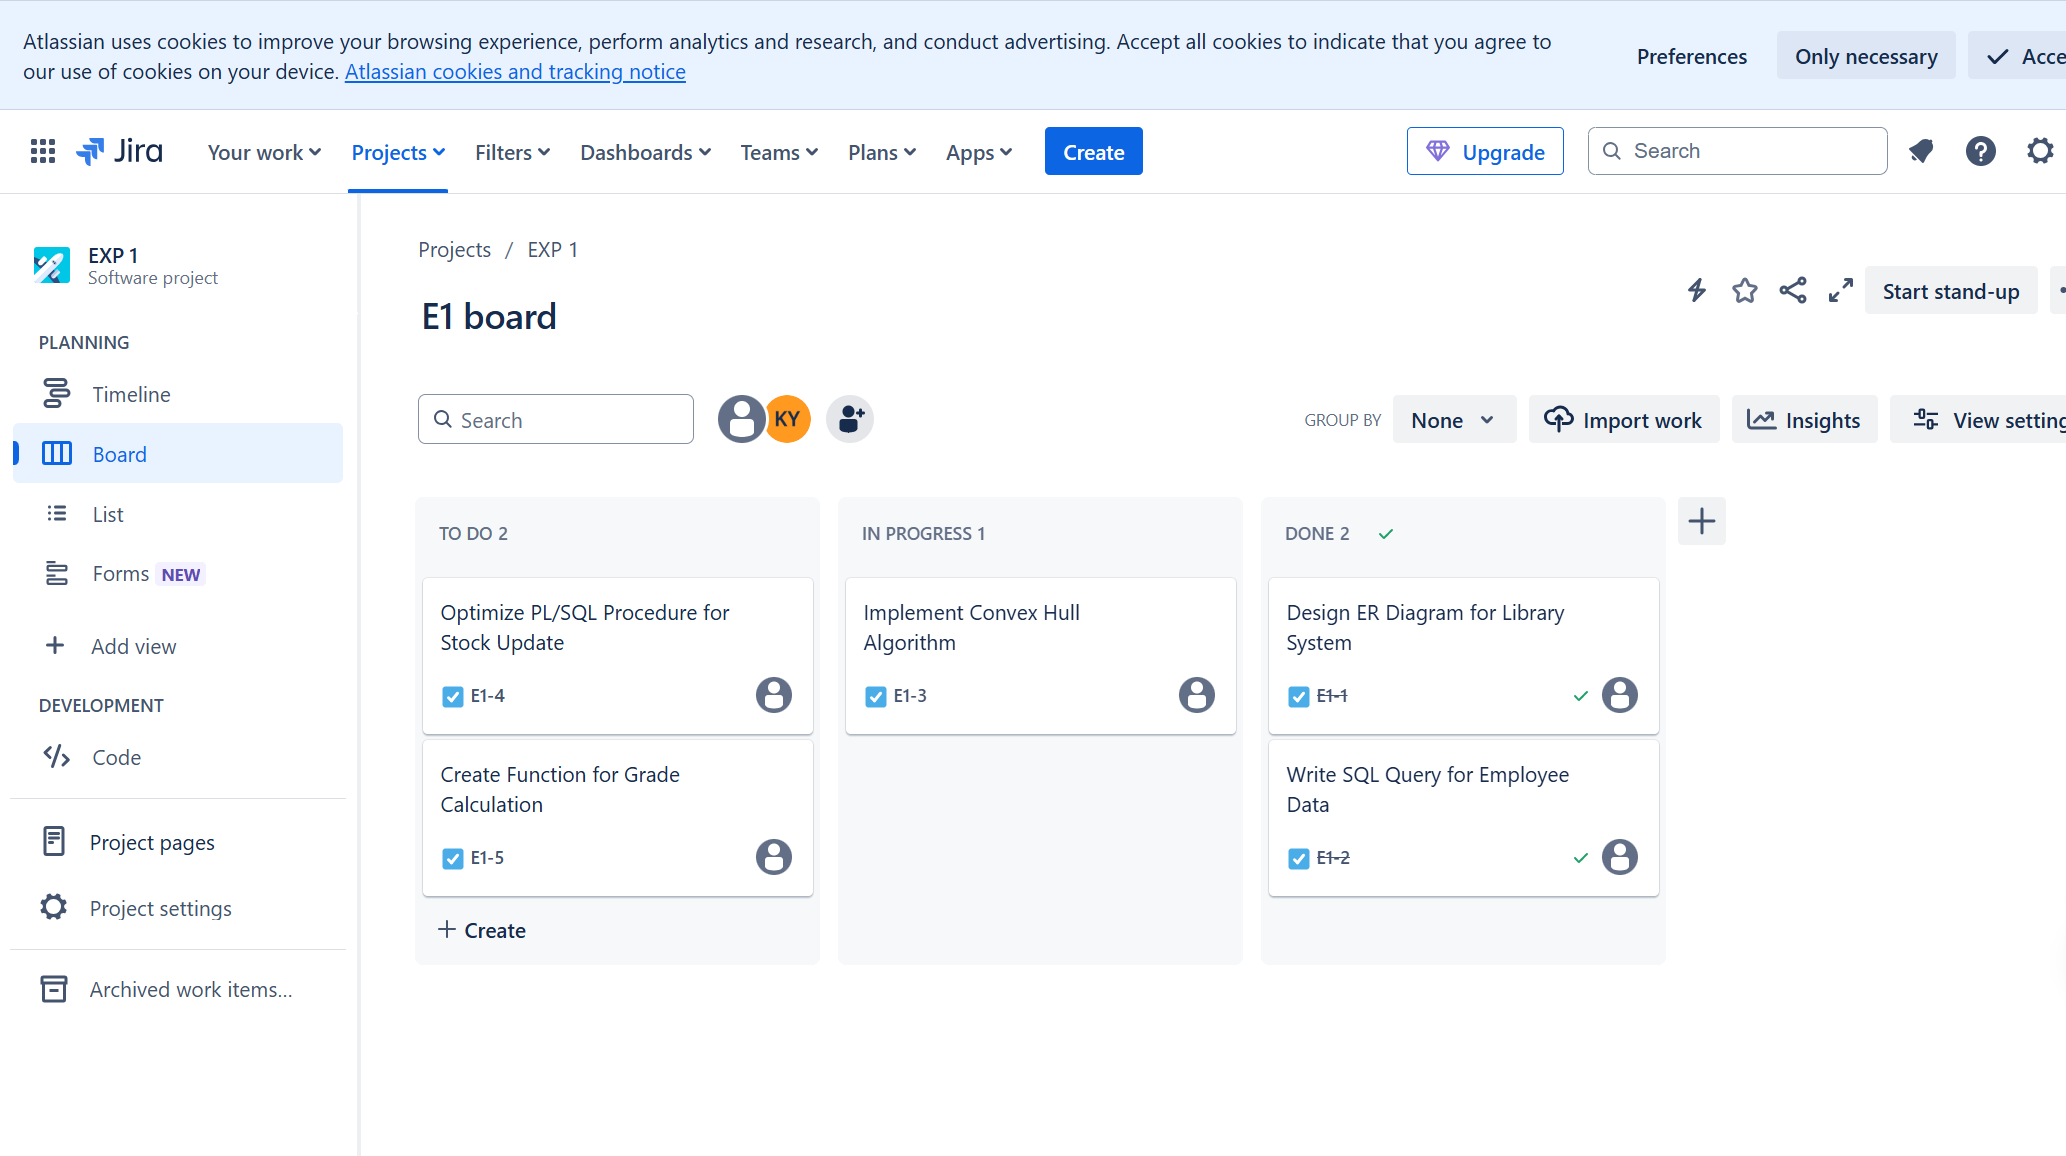 Atlassian uses cookies to improve your browsing experience, perform analytics and research, and conduct advertising. Accept all cookies to indicate that you agree to
our use of cookies on your device. Atlassian cookies and tracking notice
Preferences
Only necessary
Acce
Jira
Your work
Projects
Filters
Dashboards
Teams
Plans
Apps
Create
Upgrade
Search
EXP 1
Software project
PLANNING
Timeline
Board
List
Forms NEW
Add view
DEVELOPMENT
Code
Project pages
Project settings
Archived work items...
Projects / EXP 1
E1 board
Start stand-up
Search
KY
GROUP BY
None
Import work
Insights
View setting
TO DO 2
Optimize PL/SQL Procedure for
Stock Update
E1-4
Create Function for Grade
Calculation
E1-5
+ Create
IN PROGRESS 1
Implement Convex Hull
Algorithm
E1-3
DONE 2
Design ER Diagram for Library
System
E1-1
Write SQL Query for Employee
Data
E1-2